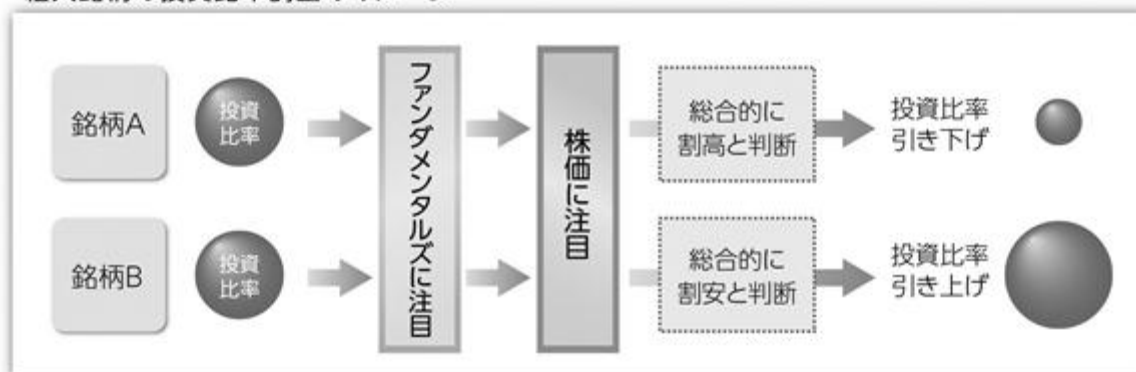 銘柄A
投資
比率
ファンダメンタルズに注目
株価に注目
総合的に
割高と判断
投資比率
引き下げ
銘柄B
投資
比率
総合的に
割安と判断
投資比率
引き上げ